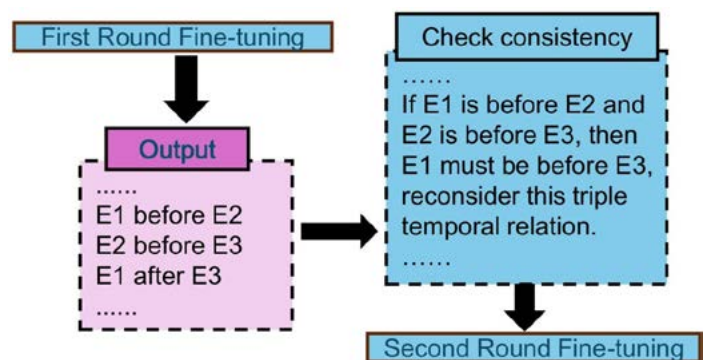 First Round Fine-tuning
Output
......
E1 before E2
E2 before E3
E1 after E3
......
Check consistency
......
If E1 is before E2 and
E2 is before E3, then
E1 must be before E3,
reconsider this triple
temporal relation.
......
Second Round Fine-tuning